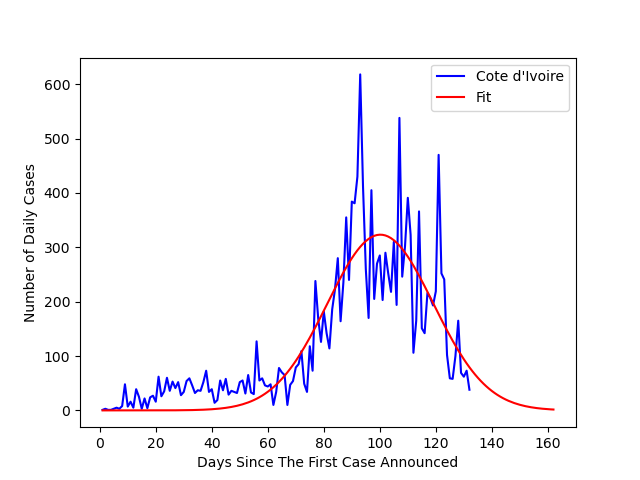 Cote d'Ivoire
Fit
600
500
400
300
200
100
0
Number of Daily Cases
0 20 40 60 80 100 120 140 160
Days Since The First Case Announced